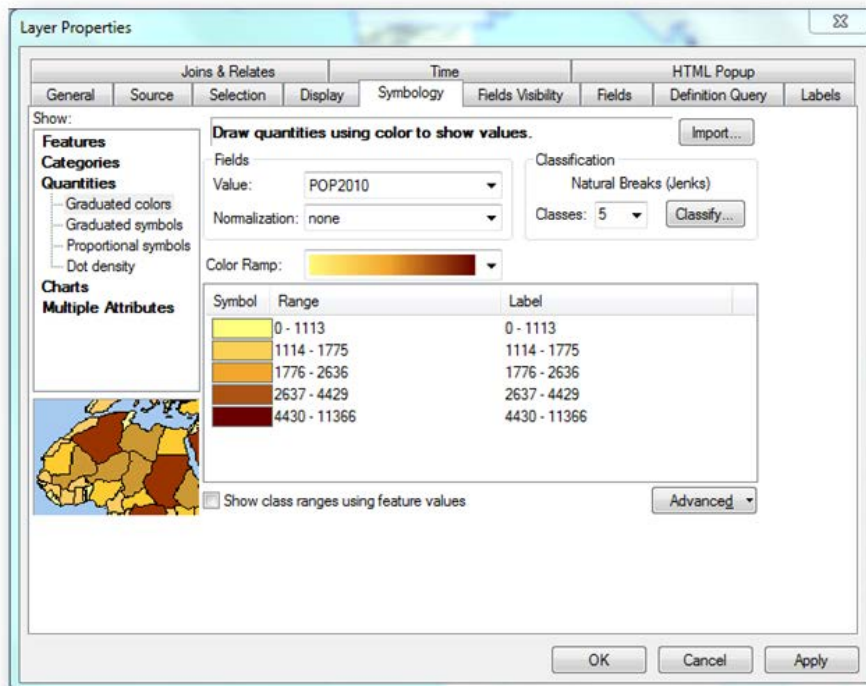 Layer Properties
Joins & Relates Time HTML Popup
General Source Selection Display Symbology Fields Visibility Fields Definition Query Labels
Show:
Features
Categories
Quantities
Graduated colors
Graduated symbols
Proportional symbols
Dot density
Charts
Multiple Attributes
Draw quantities using color to show values.
Import...
Fields
Value: POP2010
Normalization: none
Classification
Natural Breaks (Jenks)
Classes: 5 Classify...
Color Ramp:
Symbol Range Label
0 - 1113 0 - 1113
1114 - 1775 1114 - 1775
1776 - 2636 1776 - 2636
2637 - 4429 2637 - 4429
4430 - 11366 4430 - 11366
Show class ranges using feature values
Advanced
OK Cancel Apply